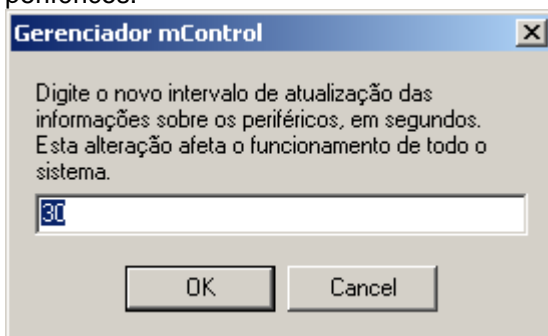 periféricos.
Gerenciador mControl
Digite o novo intervalo de atualização das
informações sobre os periféricos, em segundos.
Esta alteração afeta o funcionamento de todo o
sistema.
30
OK
Cancel